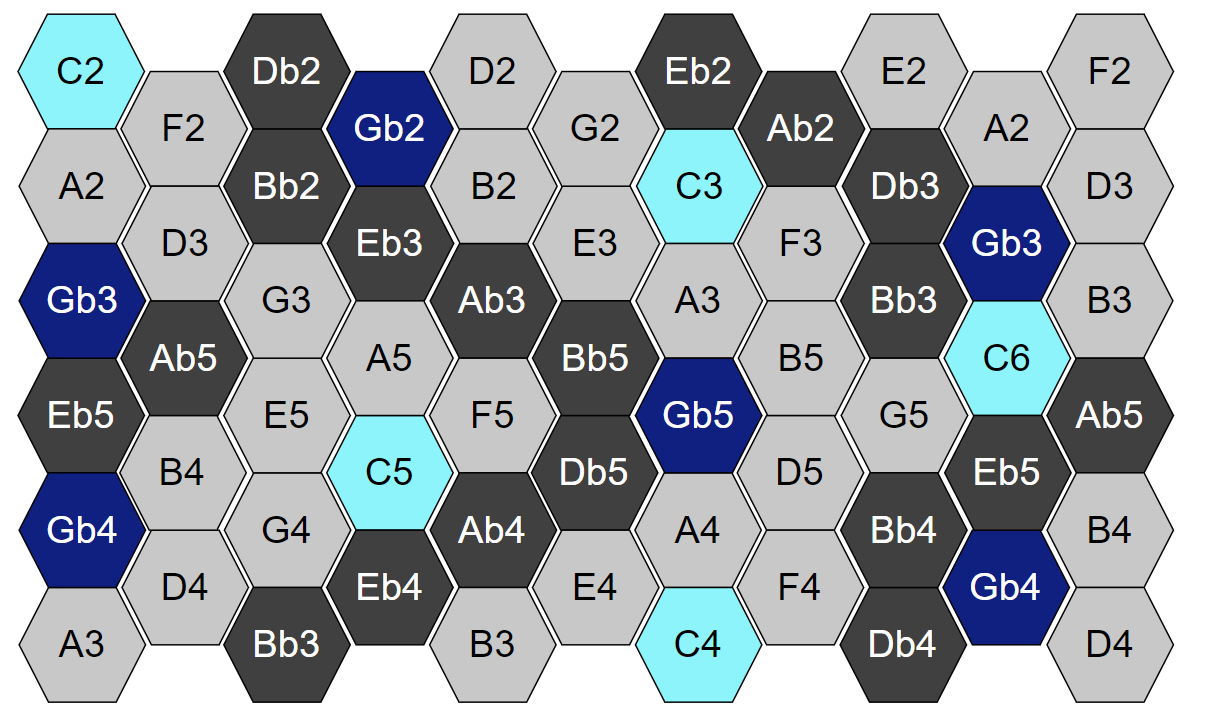 C2 Db2 D2 Eb2 E2 F2
F2 Gb2 G2 Ab2 A2
A2 Bb2 B2 C3 Db3 D3
D3 Eb3 E3 F3 Gb3
Gb3 G3 Ab3 A3 Bb3 B3
Ab5 A5 Bb5 B5 C6
Eb5 E5 F5 Gb5 G5 Ab5
B4 C5 Db5 D5 Eb5
Gb4 G4 Ab4 A4 Bb4 B4
D4 Eb4 E4 F4 Gb4
A3 Bb3 B3 C4 Db4 D4